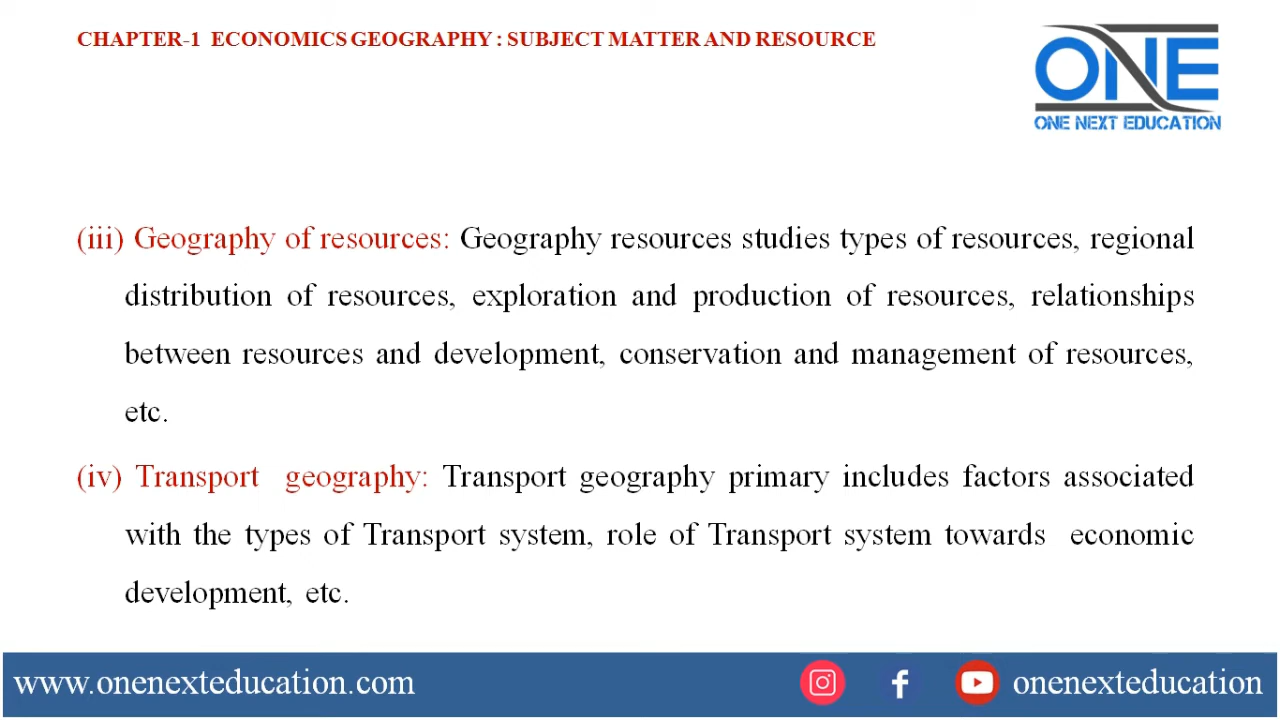 CHAPTER-1 ECONOMICS GEOGRAPHY : SUBJECT MATTER AND RESOURCE
ONE
ONE NEXT EDUCATION
(iii) Geography of resources: Geography resources studies types of resources, regional
distribution of resources, exploration and production of resources, relationships
between resources and development, conservation and management of resources,
etc.
(iv) Transport geography: Transport geography primary includes factors associated
with the types of Transport system, role of Transport system towards economic
development, etc.
www.onenexteducation.com
onenexteducation